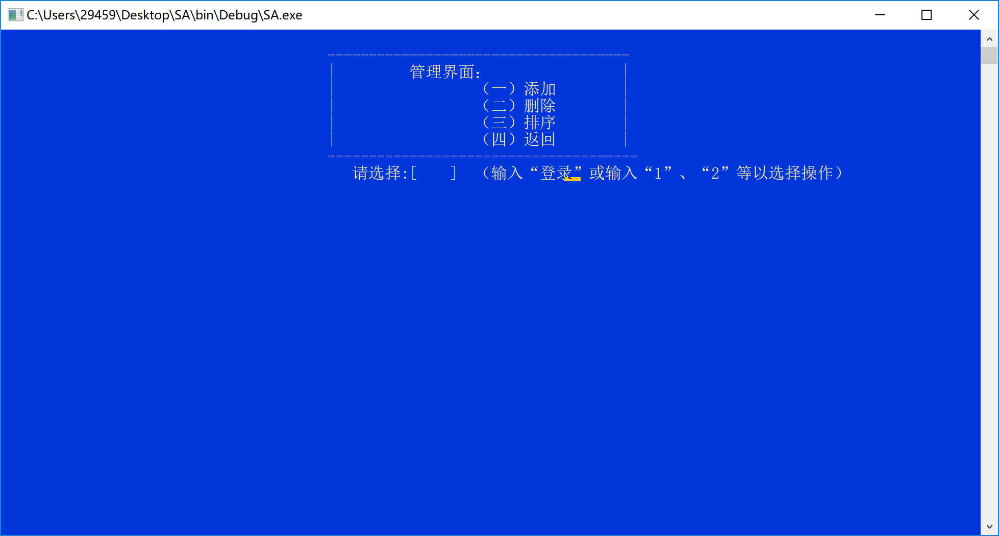 C:\Users\29459\Desktop\SA\bin\Debug\SA.exe
-------------------------------------
|         管理界面：                |
|                  （一）添加       |
|                  （二）删除       |
|                  （三）排序       |
|                  （四）返回       |
--------------------------------------
请选择:[    ]  （输入“登录”或输入“1”、“2”等以选择操作）